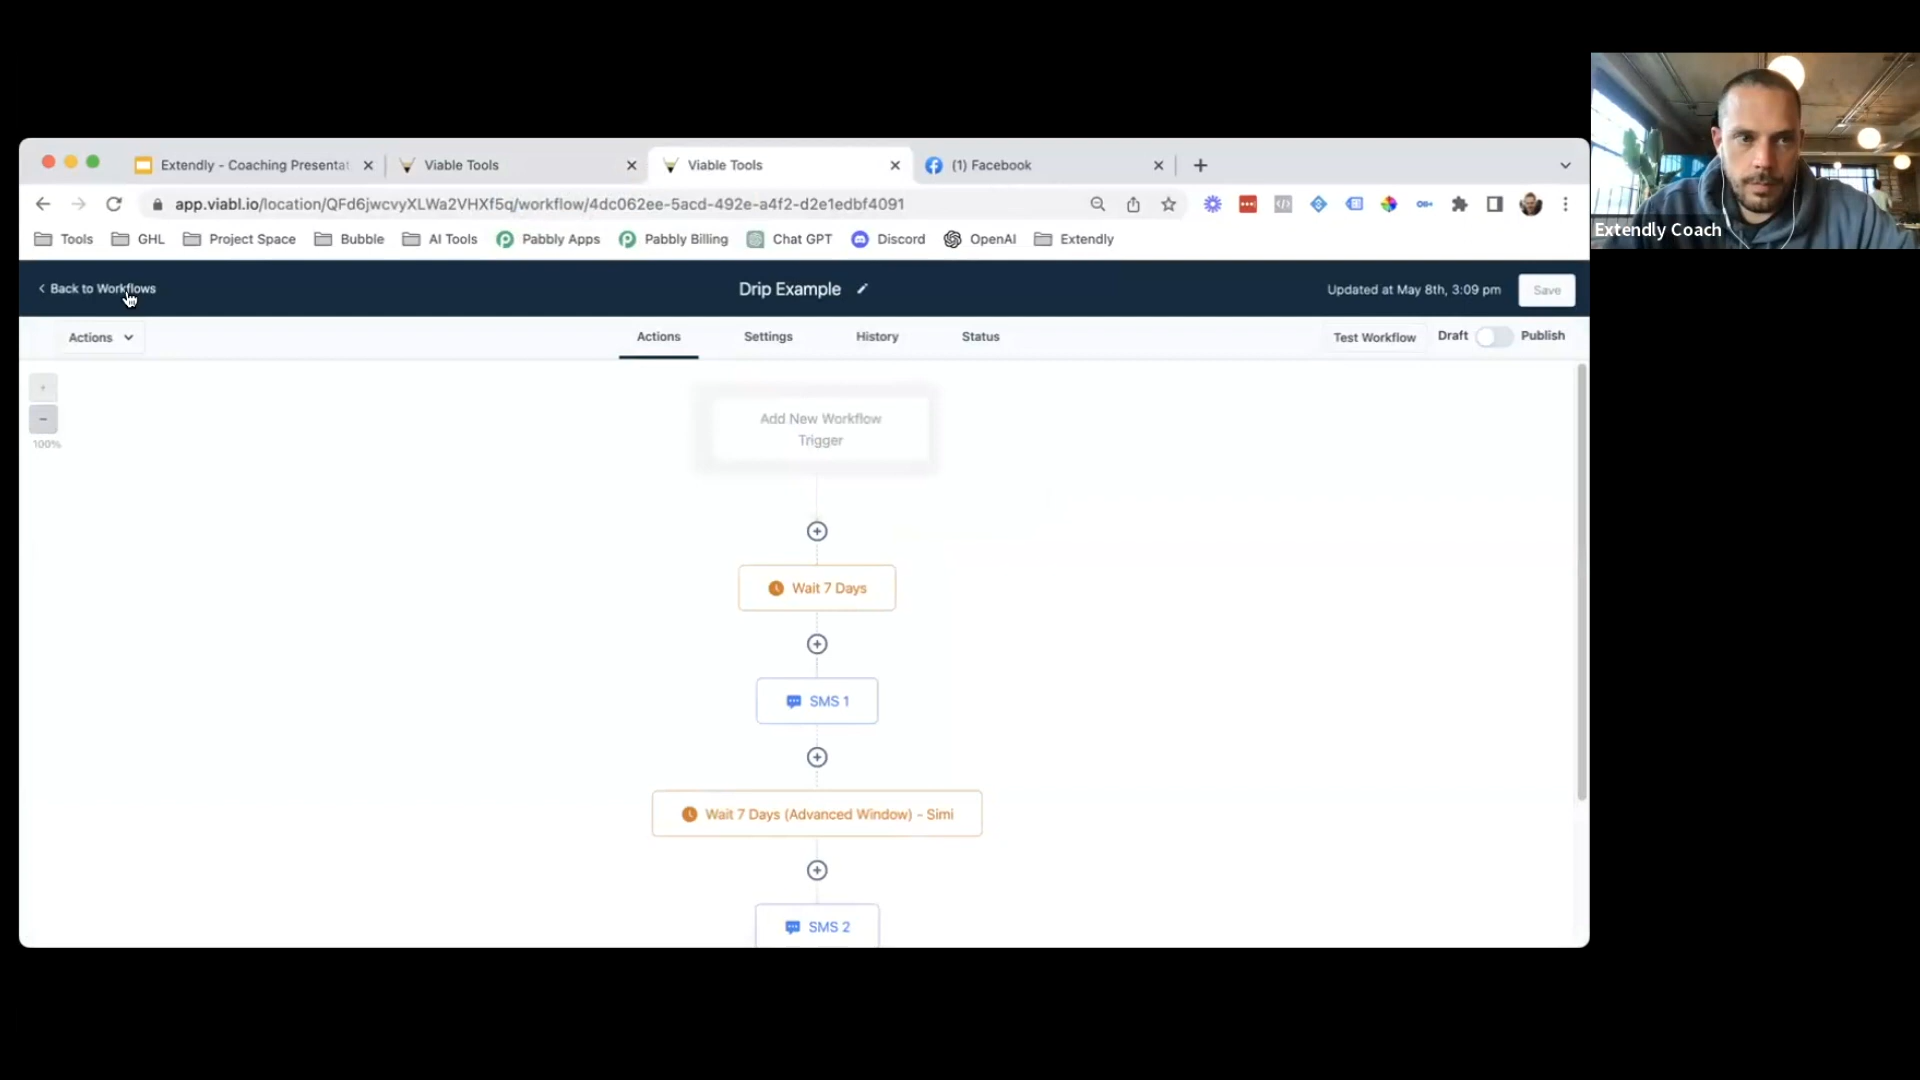 Extendly - Coaching Presentat
Viable Tools
Viable Tools
(1) Facebook
app.viabl.io/location/QFd6jwcvyXLWa2VHXf5q/workflow/4dc062ee-5acd-492e-a4f2-d2e1edbf4091
Tools
GHL
Project Space
Bubble
AI Tools
Pabbly Apps
Pabbly Billing
Chat GPT
Discord
OpenAI
Extendly
Extendly Coach
Back to Workflows
Drip Example
Updated at May 8th, 3:09 pm
Save
Actions
Actions
Settings
History
Status
Test Workflow
Draft
Publish
100%
Add New Workflow
Trigger
Wait 7 Days
SMS 1
Wait 7 Days (Advanced Window) - Simi
SMS 2